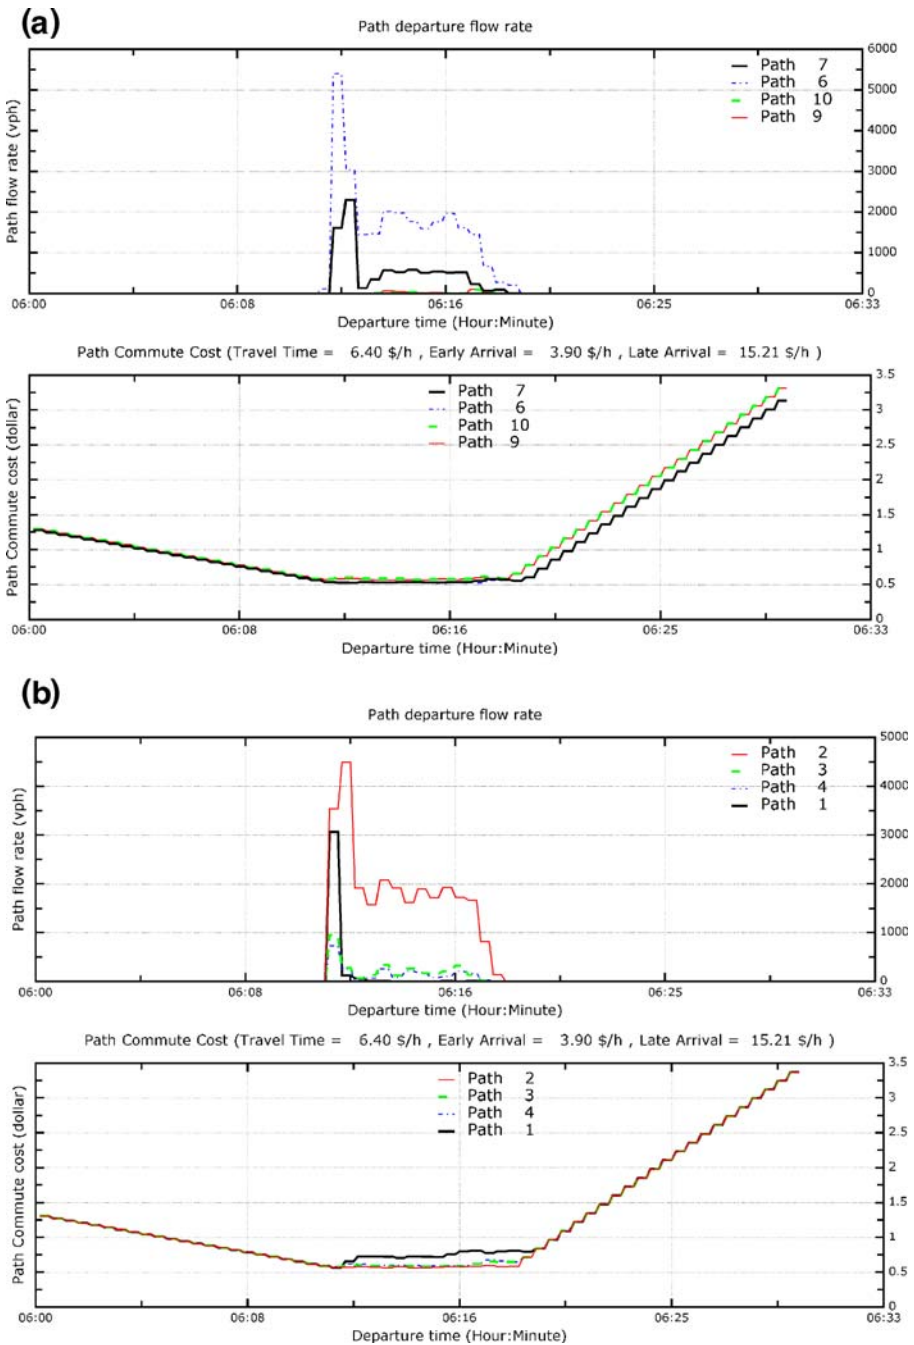 (a)
Path departure flow rate
Path flow rate (vph)
6000
5000
4000
3000
2000
1000
0
Path 7
Path 6
Path 10
Path 9
06:00 06:08 06:16 06:25 06:33
Departure time (Hour:Minute)
Path Commute Cost (Travel Time = 6.40 $/h , Early Arrival = 3.90 $/h , Late Arrival = 15.21 $/h )
Path Commute cost (dollar)
3.5
3
2.5
2
1.5
1
0.5
0
Path 7
Path 6
Path 10
Path 9
06:00 06:08 06:16 06:25 06:33
Departure time (Hour:Minute)
(b)
Path departure flow rate
Path flow rate (vph)
5000
4000
3000
2000
1000
0
Path 2
Path 3
Path 4
Path 1
06:00 06:08 06:16 06:25 06:33
Departure time (Hour:Minute)
Path Commute Cost (Travel Time = 6.40 $/h , Early Arrival = 3.90 $/h , Late Arrival = 15.21 $/h )
Path Commute cost (dollar)
3.5
3
2.5
2
1.5
1
0.5
0
Path 2
Path 3
Path 4
Path 1
06:00 06:08 06:16 06:25 06:33
Departure time (Hour:Minute)